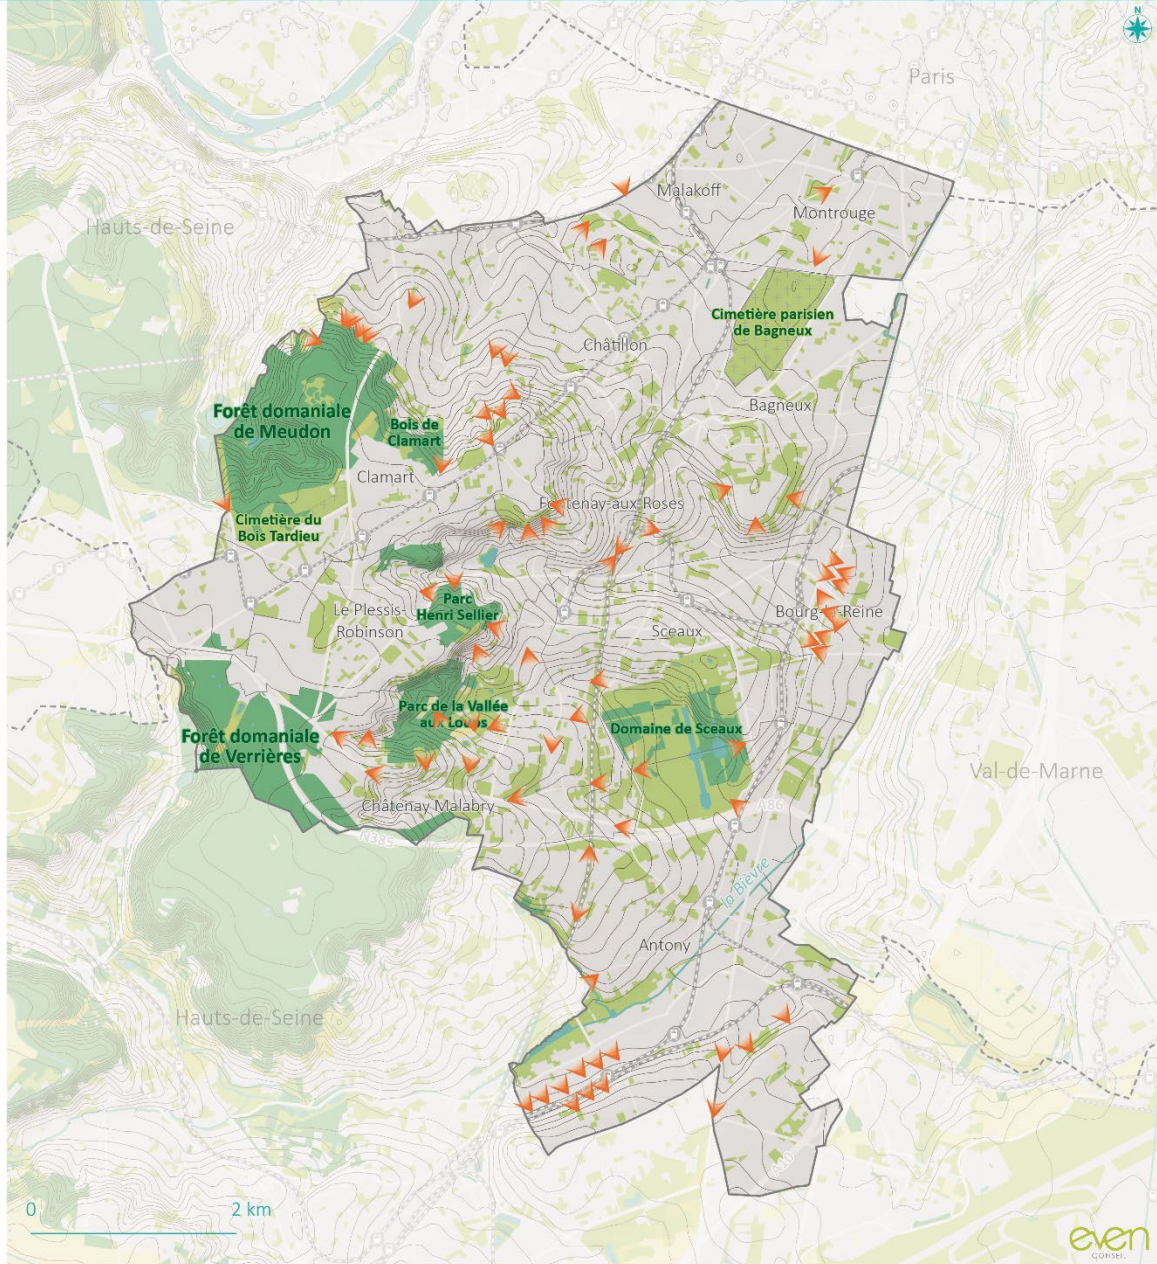 N
Paris
Malakoff
Montrouge
Hauts-de-Seine
Cimetière parisien
de Bagneux
Châtillon
Forêt domaniale
de Meudon
Bagneux
Bois de
Clamart
Clamart
Fontenay-aux-Roses
Cimetière du
Bois Tardieu
Le Plessis-
Robinson
Parc
Henri Sellier
Bourg-la-Reine
Sceaux
Parc de la Vallée
aux Loups
Domaine de Sceaux
Forêt domaniale
de Verrières
Val-de-Marne
Châtenay Malabry
A86
N385
la Bièvre
Antony
Hauts-de-Seine
A10
0
2 km
even
CONSEIL